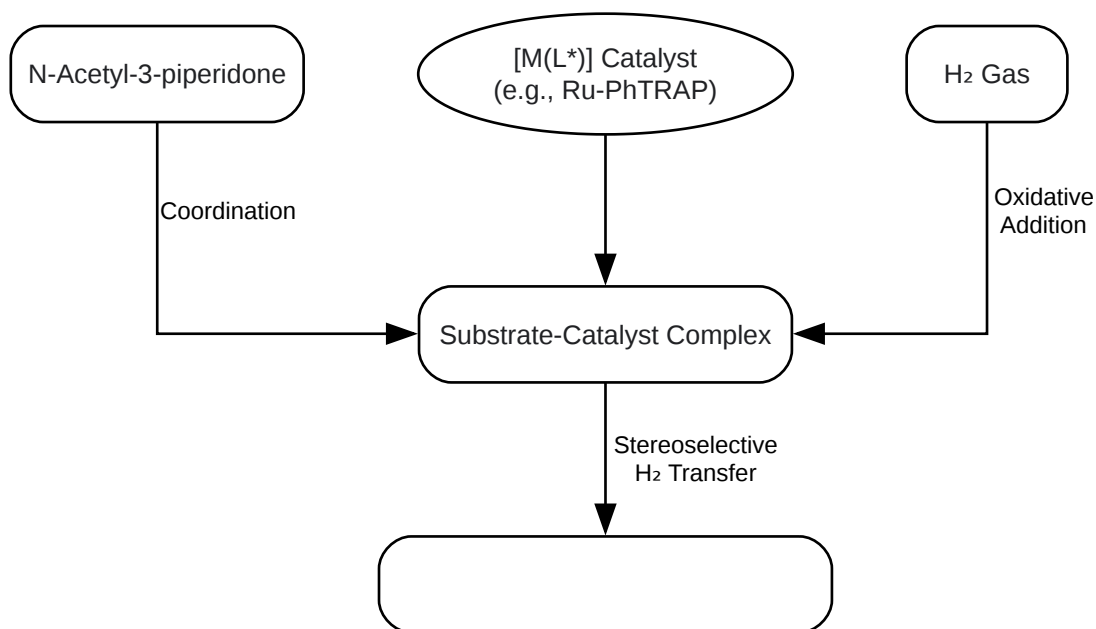 N-Acetyl-3-piperidone
[M(L*)] Catalyst
(e.g., Ru-PhTRAP)
H₂ Gas
Coordination
Oxidative
Addition
Substrate-Catalyst Complex
Stereoselective
H₂ Transfer